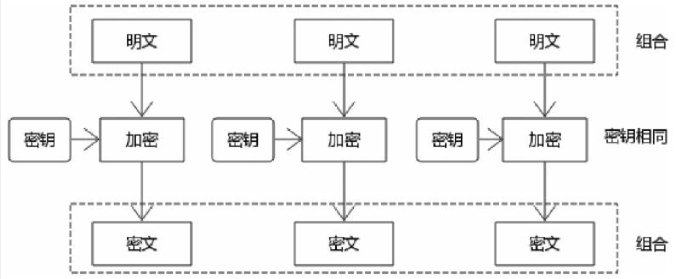 明文 明文 明文 组合
密钥 加密 密钥 加密 密钥 加密 密钥相同
密文 密文 密文 组合